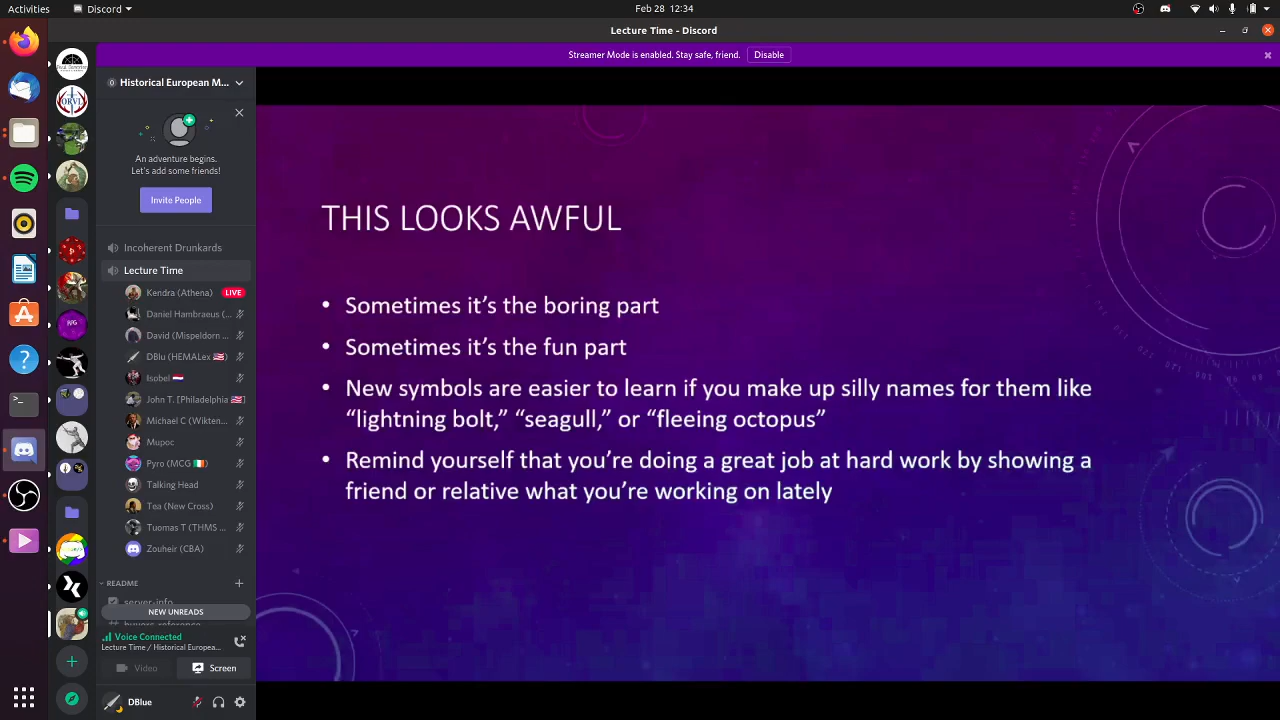 Activities
Discord
Feb 28 12:34
Lecture Time - Discord
Streamer Mode is enabled. Stay safe, friend.
Disable
Historical European M...
An adventure begins.
Let's add some friends!
Invite People
Incoherent Drunkards
Lecture Time
Kendra (Athena)
LIVE
Daniel Hambraeus (...
David (Mispeldorn ...
DBlu (HEMALex
Isobel
John T. [Philadelphia
Michael C (Wikten...
Mupoc
Pyro (MCG
Talking Head
Tea (New Cross)
Tuomas T (THMS ...
Zouheir (CBA)
README
server-info
NEW UNREADS
buyers-reference
Voice Connected
Lecture Time / Historical Europea...
Video
Screen
DBlue
THIS LOOKS AWFUL
• Sometimes it's the boring part
• Sometimes it's the fun part
• New symbols are easier to learn if you make up silly names for them like
“lightning bolt,” “seagull,” or “fleeing octopus”
• Remind yourself that you're doing a great job at hard work by showing a
friend or relative what you're working on lately